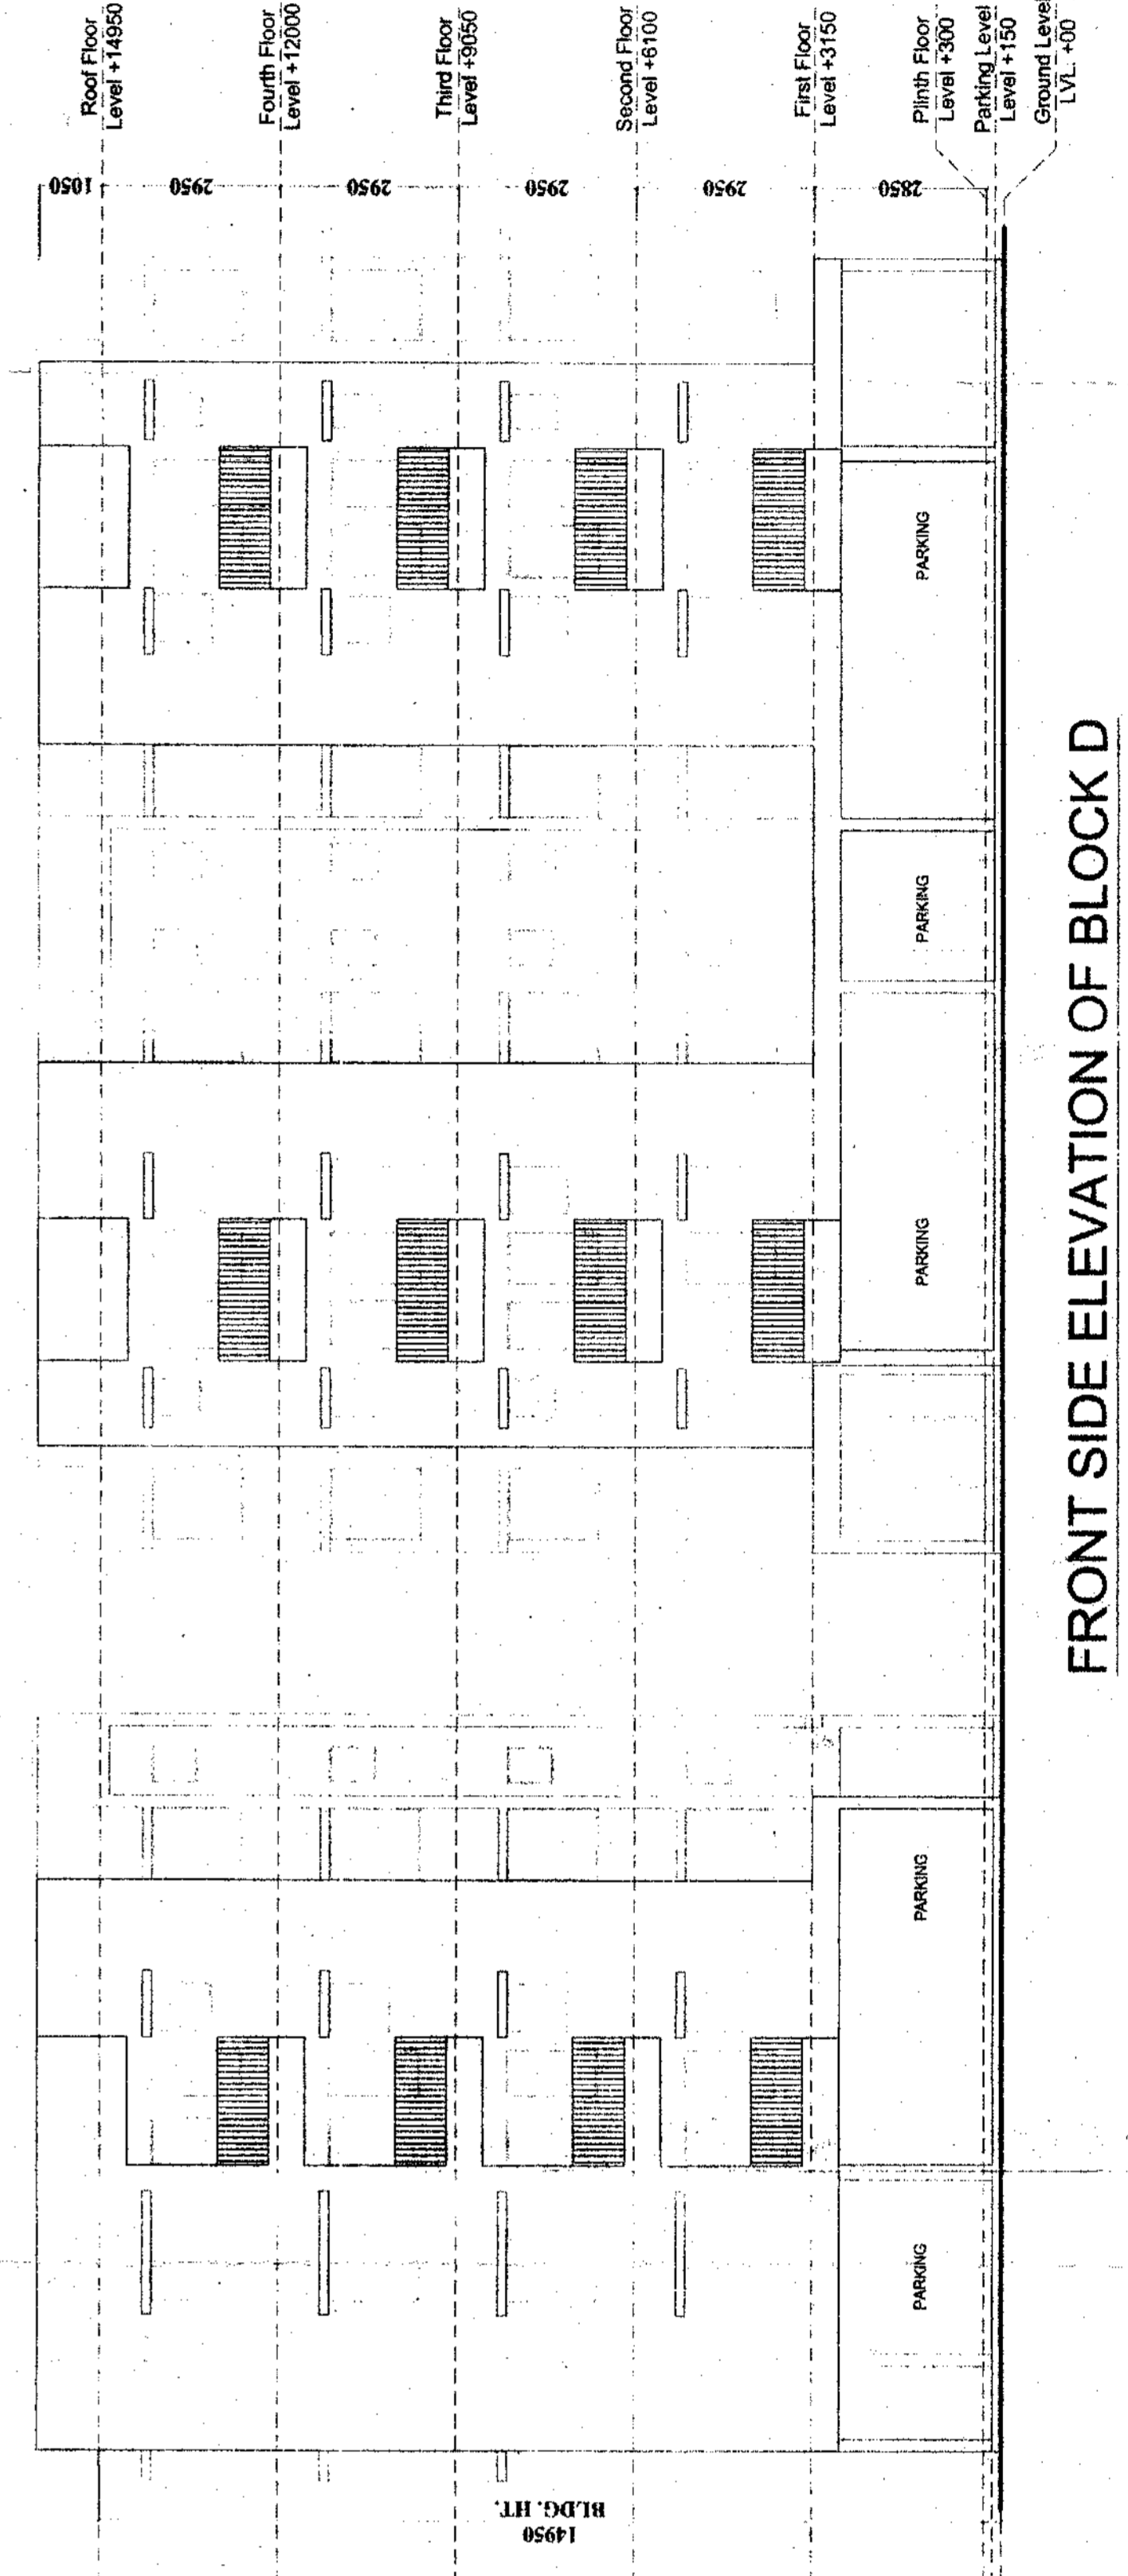 Roof Floor
Level +14950
Fourth Floor
Level +12000
Third Floor
Level +9050
Second Floor
Level +6100
First Floor
Level +3150
Plinth Floor
Level +300
Parking Level
Level +150
Ground Level
LVL. +00
1050
2950
2950
2950
2950
2850
PARKING
PARKING
PARKING
PARKING
PARKING
14950
BLDG. HT.
FRONT SIDE ELEVATION OF BLOCK D